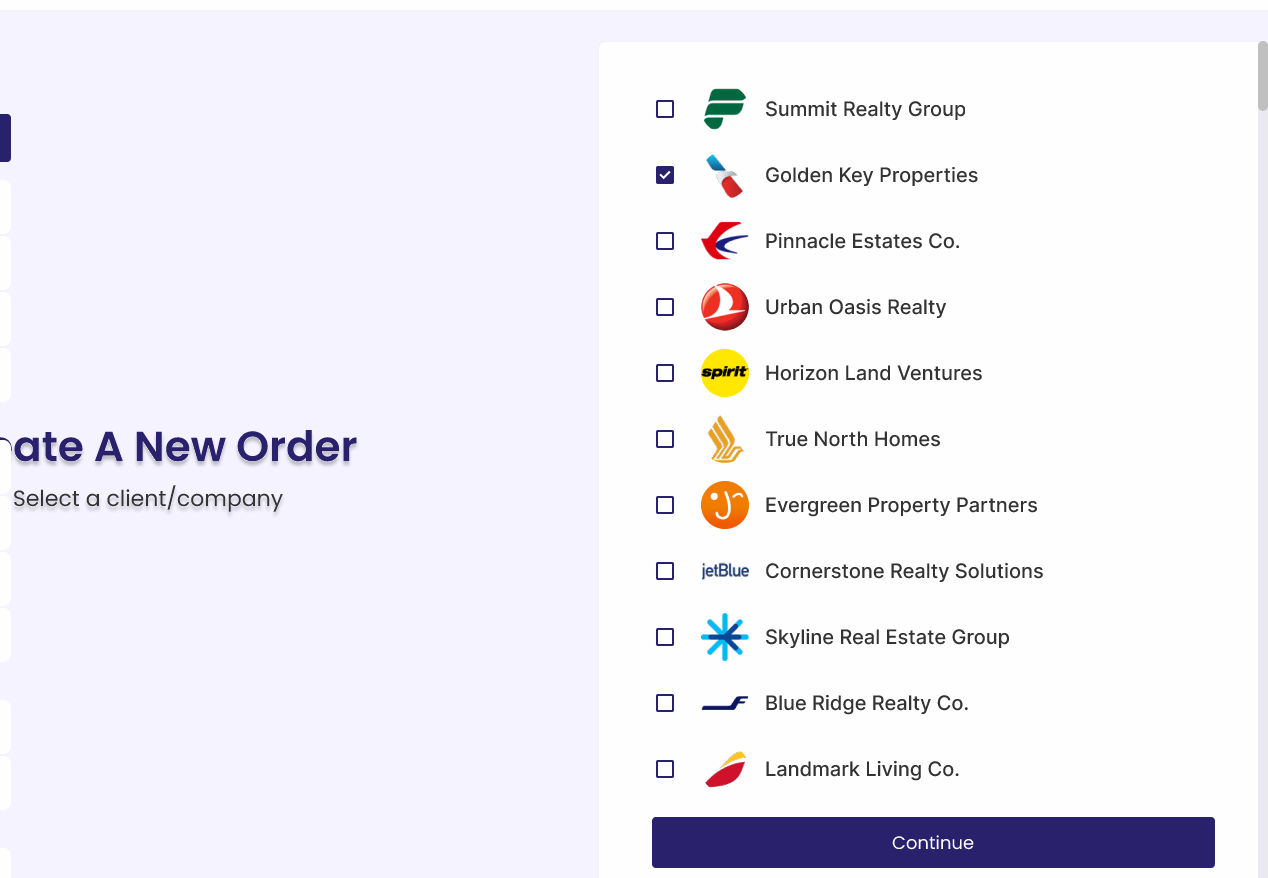 ate A New Order
Select a client/company
Summit Realty Group
Golden Key Properties
Pinnacle Estates Co.
Urban Oasis Realty
spirit
Horizon Land Ventures
True North Homes
Evergreen Property Partners
jetBlue
Cornerstone Realty Solutions
Skyline Real Estate Group
Blue Ridge Realty Co.
Landmark Living Co.
Continue